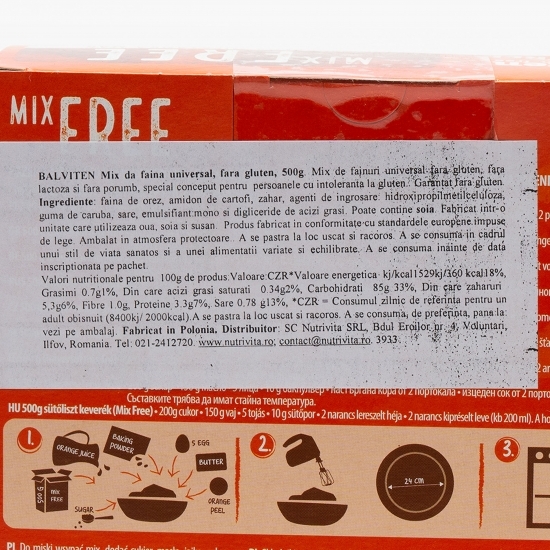 MIX FREE
MIX
FREE
BALVITEN Mix da faina universal, fara gluten, 500g. Mix de fajnuri universal fara gluten, fara
lactoza si fara porumb, special conceput pentru persoanele cu intoleranta la gluten. Garantat fara gluten.
Ingrediente: faina de orez, amidon de cartofi, zahar, agenti de ingrosare: hidroxipropilmetilceluloza,
guma de caruba, sare, emulsifiant:mono si digliceride de acizi grasi. Poate contine soia. Fabricat intr-o
unitate care utilizeaza oua, soia si susan. Produs fabricat in conformitate cu standardele europene impuse
de lege. Ambalat in atmosfera protectoare. A se pastra la loc uscat si racoros. A se consuma in cadrul
unui stil de viata sanatos si a unei alimentatii variate si echilibrate. A se consuma inainte de data
inscriptionata pe pachet.
Valori nutritionale pentru 100g de produs:Valoare CZR*Valoare energetica kj/kcal1529kj/360 kcal18%,
Grasimi 0.7g1%, Din care acizi grasi saturati 0.34g2%, Carbohidrati 85g 33%, Din care zaharuri
5,3g6%, Fibre 1.0g, Proteine 3.3g7%, Sare 0.78 g13%, *CZR = Consumul zilnic de referinta pentru un
adult obisnuit (8400kj/ 2000kcal).A se pastra la loc uscat si racoros. A se consuma, de preferinta, pana la:
vezi pe ambalaj. Fabricat in Polonia, Distribuitor: SC Nutrivita SRL, Bdul Eroilor nr. 4, Voluntari,
Ilfov, Romania. Tel: 021-2412720. www.nutrivita.ro; contact@nutrivita.ro. 3933.
Съставките трябва да имат стайна температура.
HU 500g sütőliszt keverék (Mix Free) • 200g cukor • 150 g vaj • 5 tojás • 10 g sütőpor • 2 narancs lereszelt héja • 2 narancs kipréselt leve (kb 200 ml).
1.
ORANGE JUICE
BAKING POWDER
5 EGG
BUTTER
500 G
MIX FREE
SUGAR
ORANGE PEEL
2.
24 CM
3.